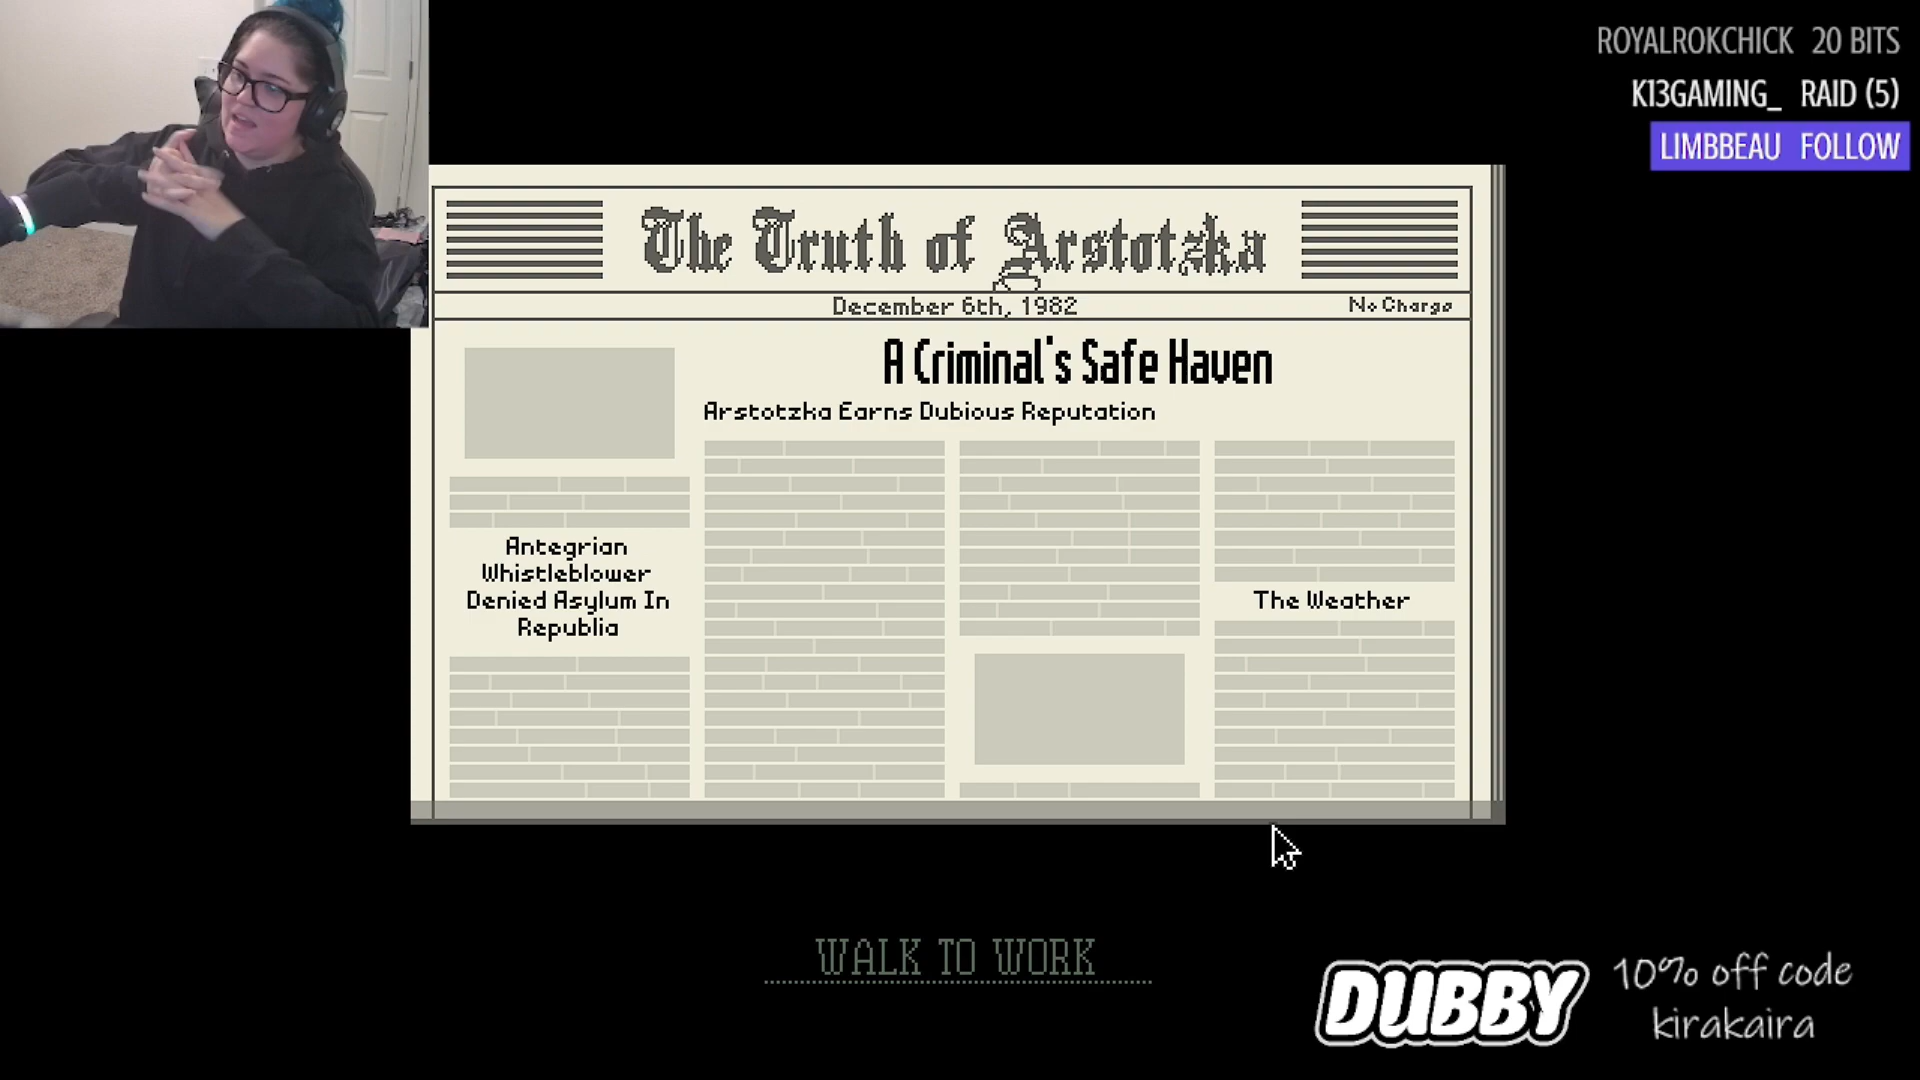 ROYALROKCHICK 20 BITS
K13GAMING_ RAID (5)
LIMBBEAU FOLLOW
The Truth of Arstotzka
December 6th, 1982
No Charge
A Criminal's Safe Haven
Arstotzka Earns Dubious Reputation
Antegrian
Whistleblower
Denied Asylum In
Republia
The Weather
WALK TO WORK
DUBBY
10% off code
kirakaira